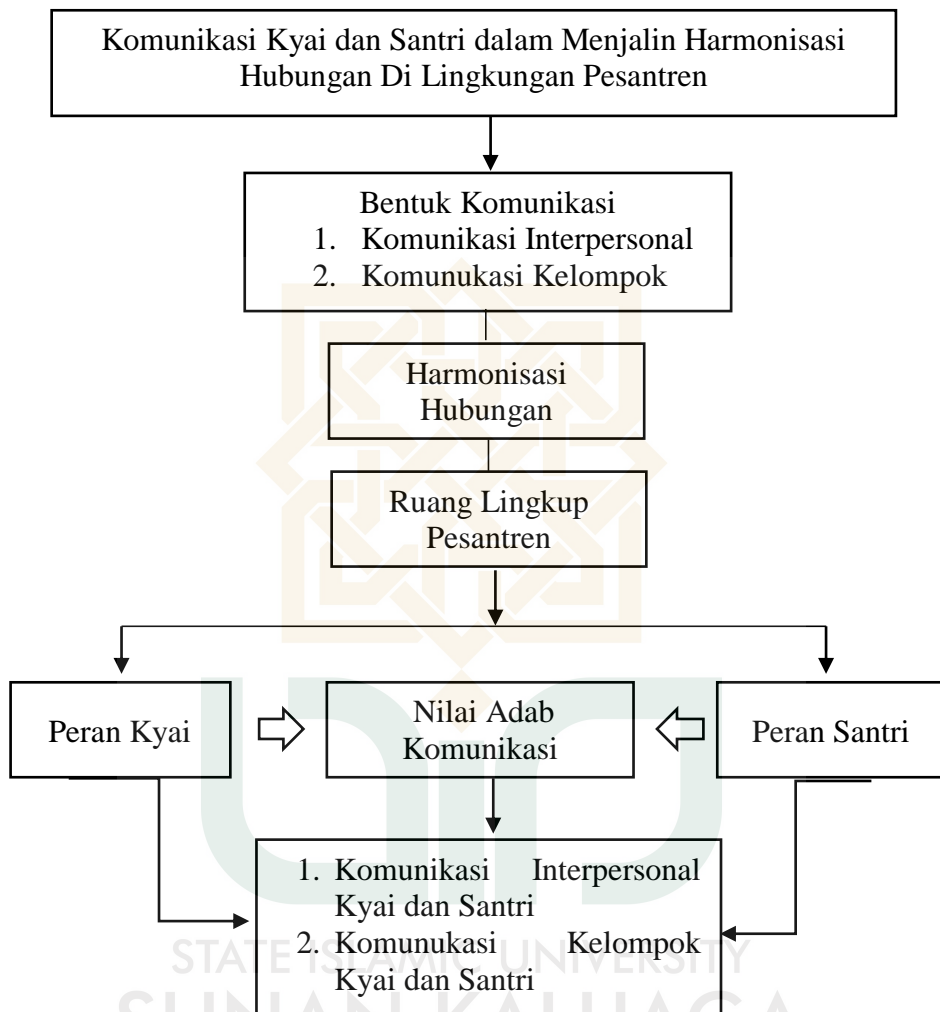 Komunikasi Kyai dan Santri dalam Menjalin Harmonisasi
Hubungan Di Lingkungan Pesantren
Bentuk Komunikasi
1. Komunikasi Interpersonal
2. Komunukasi Kelompok
Harmonisasi
Hubungan
Ruang Lingkup
Pesantren
Peran Kyai
Nilai Adab
Komunikasi
Peran Santri
1. Komunikasi Interpersonal
Kyai dan Santri
2. Komunukasi Kelompok
Kyai dan Santri
STATE ISLAMIC UNIVERSITY
SUNAN KALIJAGA